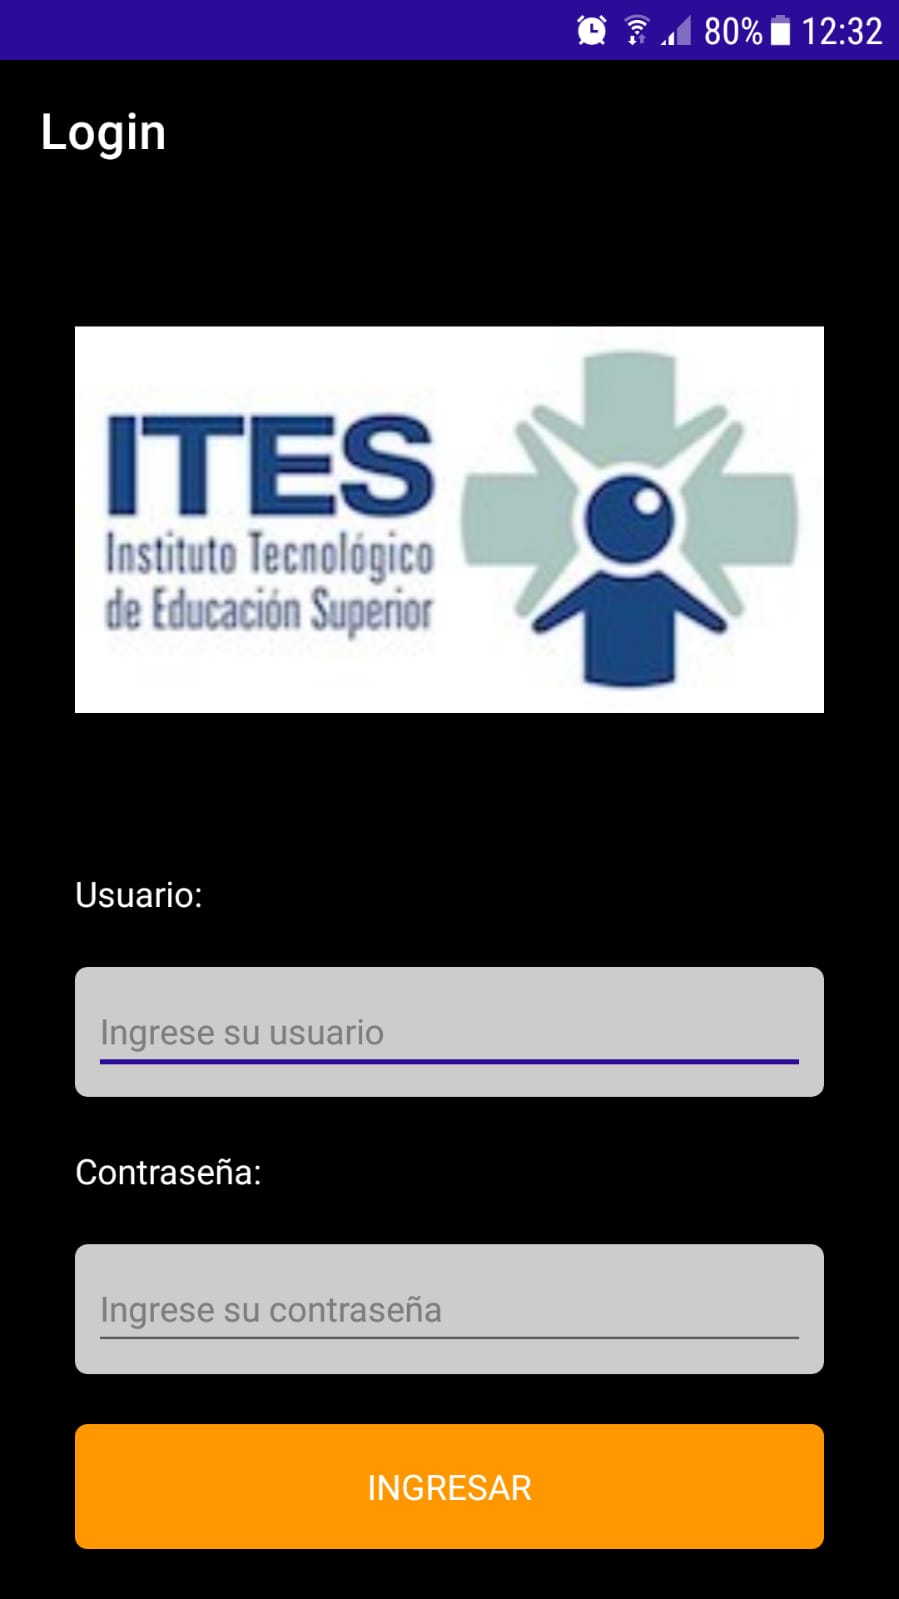 80% 12:32
Login
ITES
Instituto Tecnológico
de Educación Superior
Usuario:
Ingrese su usuario
Contraseña:
Ingrese su contraseña
INGRESAR